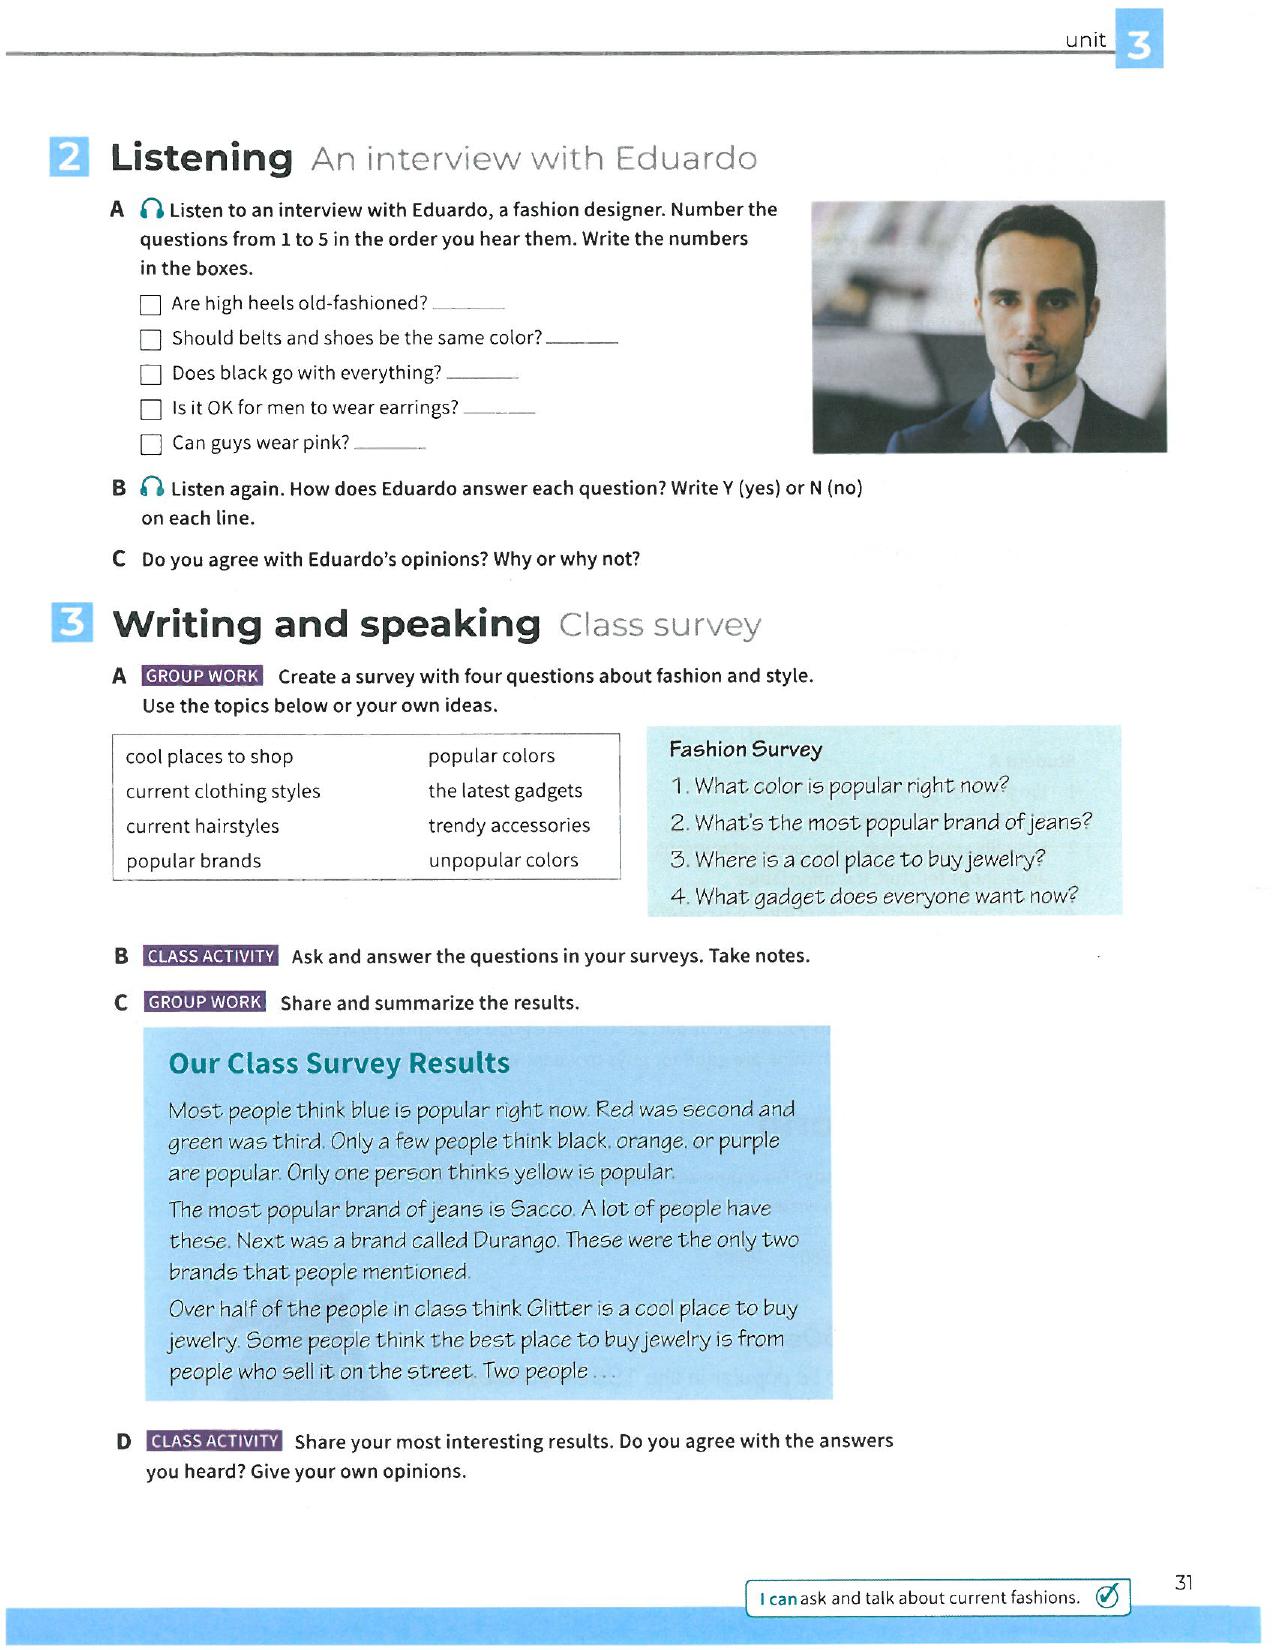 unit 3
2 Listening An interview with Eduardo
A Listen to an interview with Eduardo, a fashion designer. Number the
questions from 1 to 5 in the order you hear them. Write the numbers
in the boxes.
Are high heels old-fashioned?
Should belts and shoes be the same color?
Does black go with everything?
Is it OK for men to wear earrings?
Can guys wear pink?
B Listen again. How does Eduardo answer each question? Write Y (yes) or N (no)
on each line.
C Do you agree with Eduardo's opinions? Why or why not?
3 Writing and speaking Class survey
A GROUP WORK Create a survey with four questions about fashion and style.
Use the topics below or your own ideas.
cool places to shop popular colors
current clothing styles the latest gadgets
current hairstyles trendy accessories
popular brands unpopular colors
Fashion Survey
1. What color is popular right now?
2. What's the most popular brand of jeans?
3. Where is a cool place to buy jewelry?
4. What gadget does everyone want now?
B CLASS ACTIVITY Ask and answer the questions in your surveys. Take notes.
C GROUP WORK Share and summarize the results.
Our Class Survey Results
Most people think blue is popular right now. Red was second and
green was third. Only a few people think black, orange, or purple
are popular. Only one person thinks yellow is popular.
The most popular brand of jeans is Sacco. A lot of people have
these. Next was a brand called Durango. These were the only two
brands that people mentioned.
Over half of the people in class think Glitter is a cool place to buy
jewelry. Some people think the best place to buy jewelry is from
people who sell it on the street. Two people ...
D CLASS ACTIVITY Share your most interesting results. Do you agree with the answers
you heard? Give your own opinions.
I can ask and talk about current fashions.
31